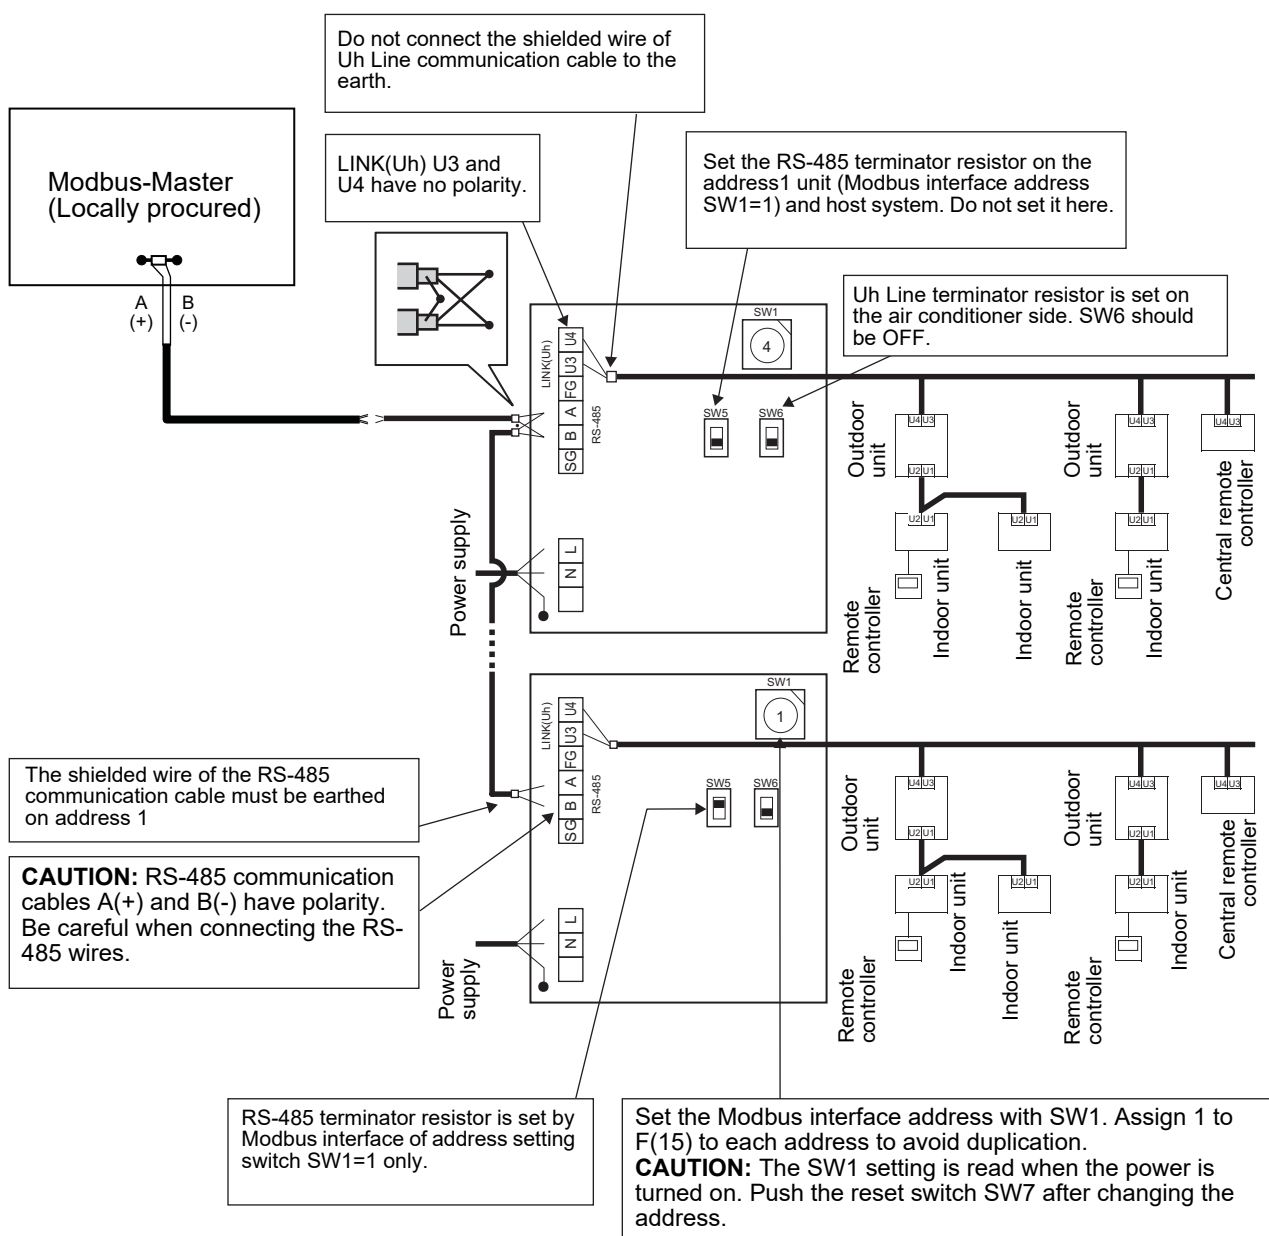 Do not connect the shielded wire of
Uh Line communication cable to the
earth.
Modbus-Master
(Locally procured)
A
(+)
B
(-)
LINK(Uh) U3 and
U4 have no polarity.
Set the RS-485 terminator resistor on the
address1 unit (Modbus interface address
SW1=1) and host system. Do not set it here.
Uh Line terminator resistor is set on
the air conditioner side. SW6 should
be OFF.
LINK(Uh)
U4
U3
FG
A
B
SG
RS-485
SW1
4
SW5
SW6
Power supply
L
N
U4 U3
Outdoor
unit
U2 U1
U2 U1
Indoor unit
Remote
controller
U2 U1
Indoor unit
U4 U3
Outdoor
unit
U2 U1
U2 U1
Indoor unit
Remote
controller
U4 U3
Central remote
controller
LINK(Uh)
U4
U3
FG
A
B
SG
RS-485
SW1
1
SW5
SW6
Power
supply
L
N
U4 U3
Outdoor
unit
U2 U1
U2 U1
Indoor unit
Remote
controller
U2 U1
Indoor unit
U4 U3
Outdoor
unit
U2 U1
U2 U1
Indoor unit
Remote
controller
U4 U3
Central remote
controller
The shielded wire of the RS-485
communication cable must be earthed
on address 1
CAUTION: RS-485 communication
cables A(+) and B(-) have polarity.
Be careful when connecting the RS-
485 wires.
RS-485 terminator resistor is set by
Modbus interface of address setting
switch SW1=1 only.
Set the Modbus interface address with SW1. Assign 1 to
F(15) to each address to avoid duplication.
CAUTION: The SW1 setting is read when the power is
turned on. Push the reset switch SW7 after changing the
address.